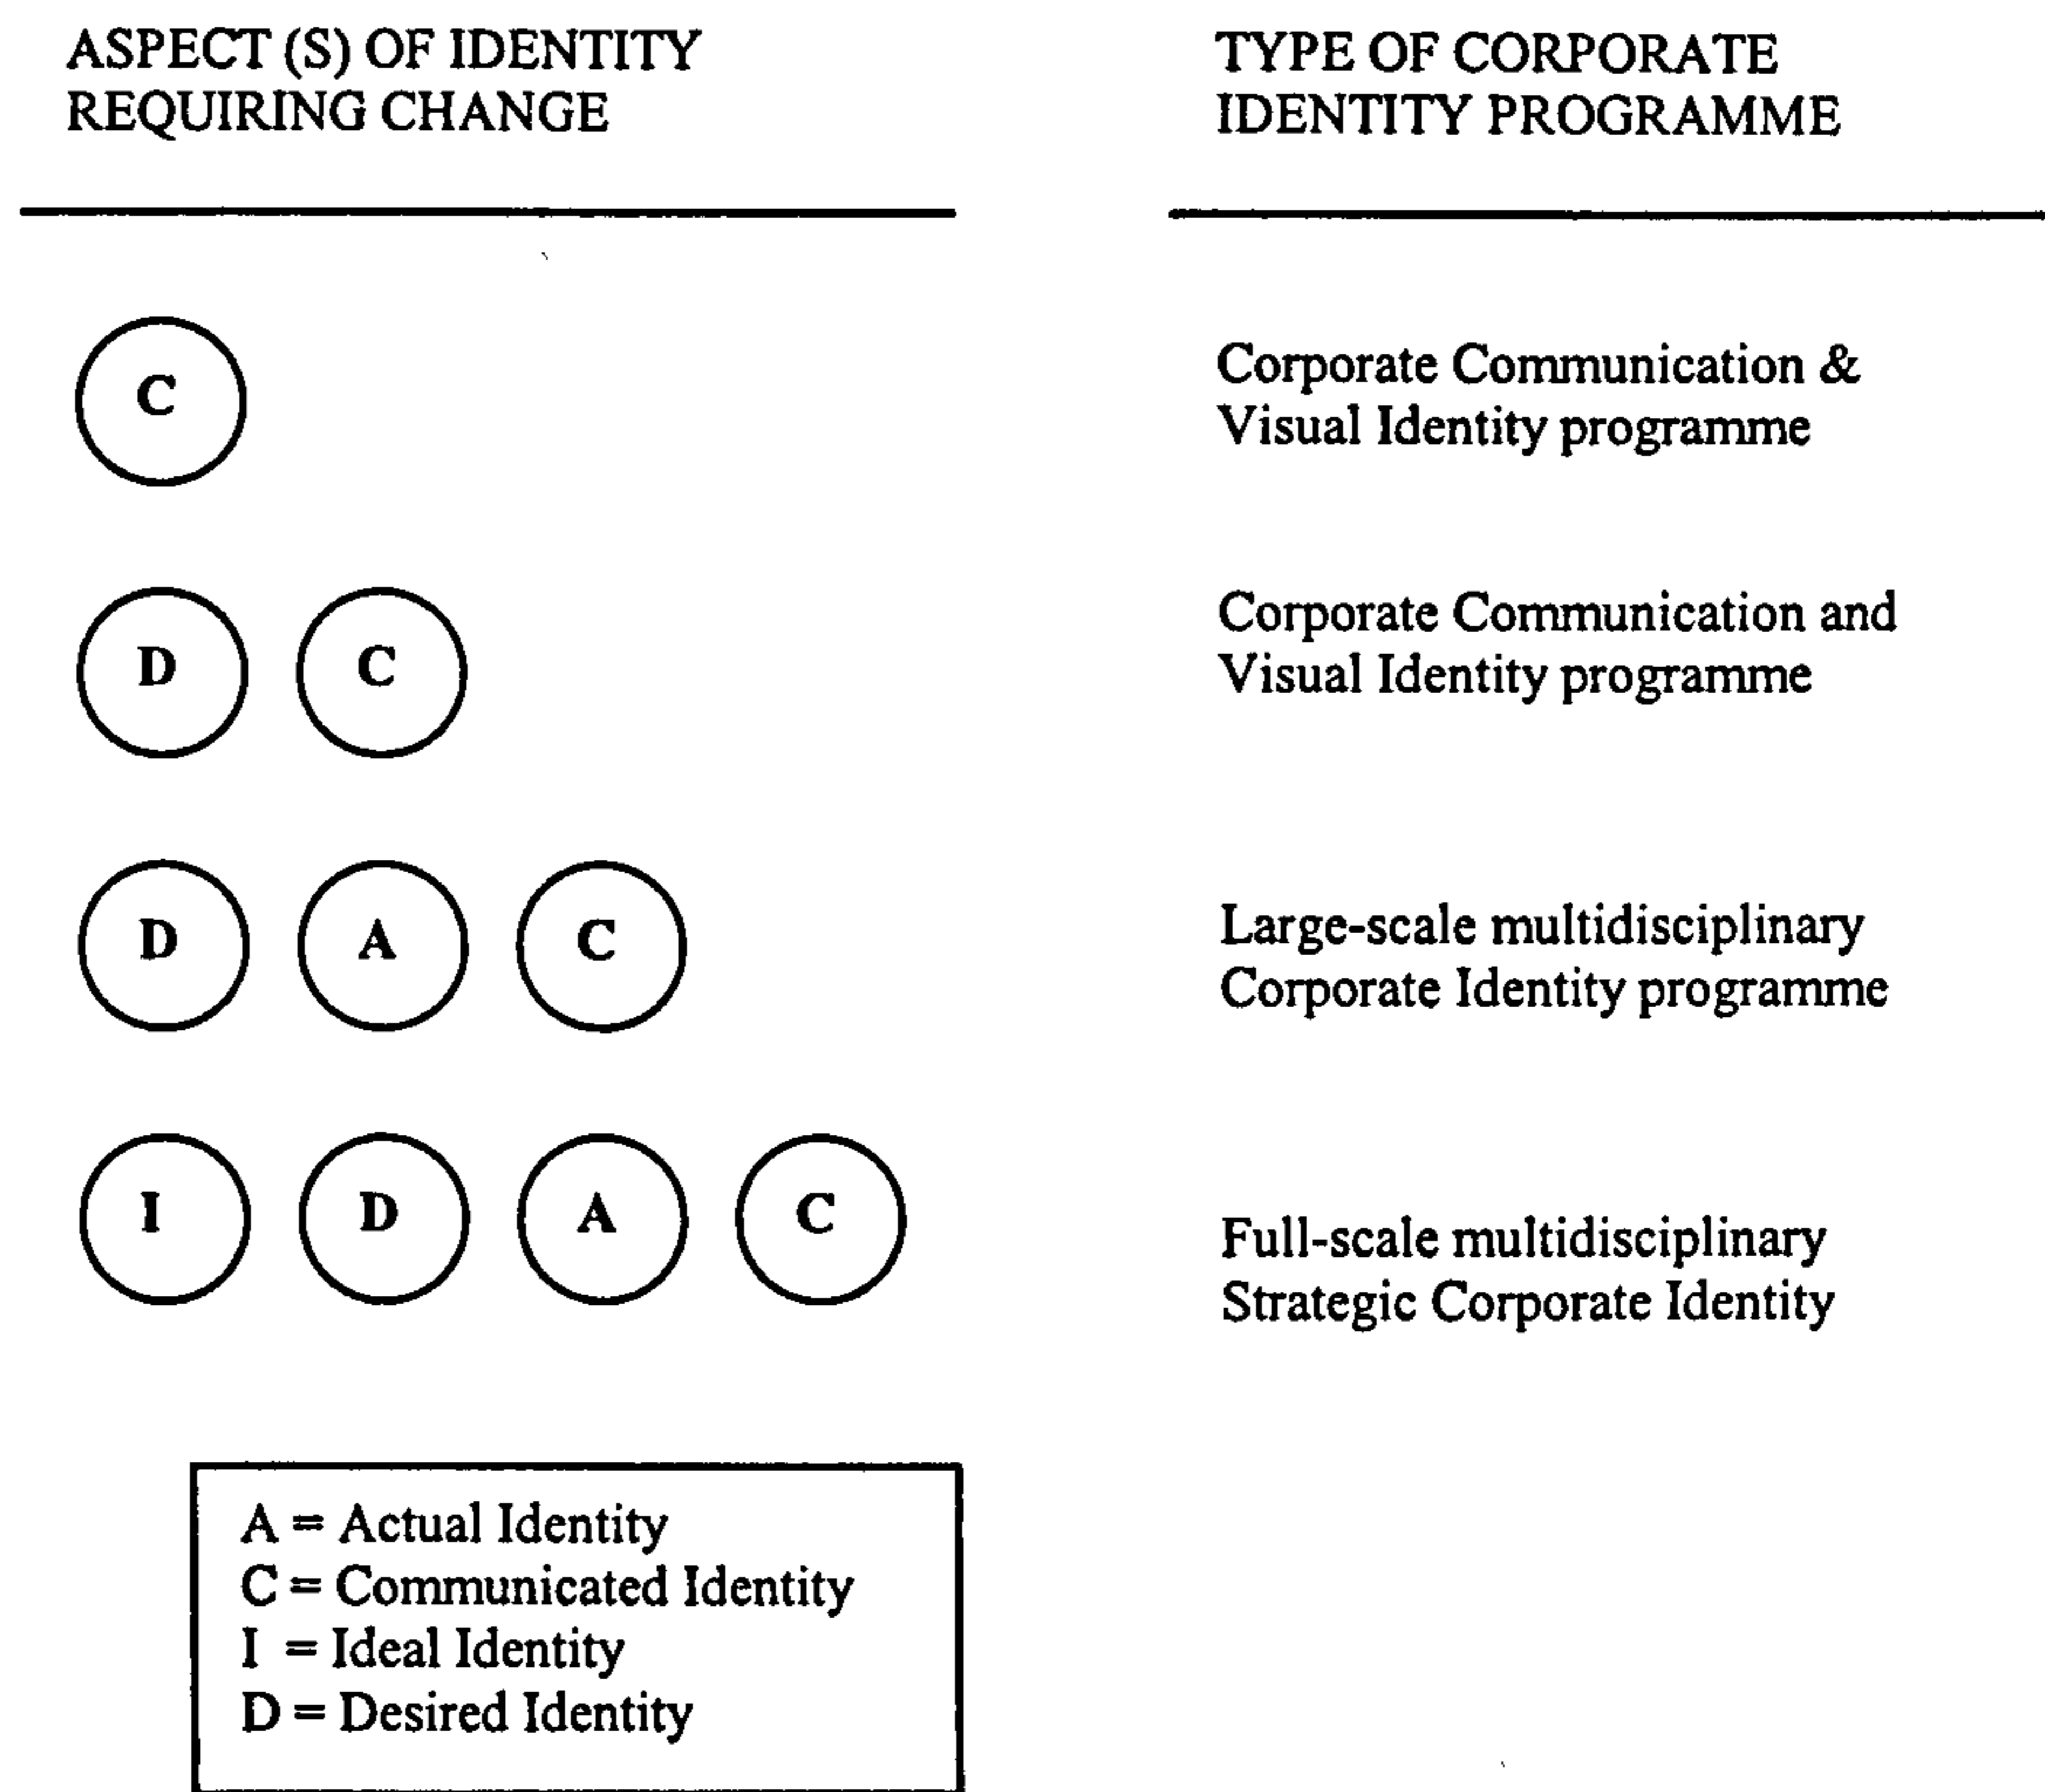 ASPECT (S) OF IDENTITY
REQUIRING CHANGE
TYPE OF CORPORATE
IDENTITY PROGRAMME
C
Corporate Communication &
Visual Identity programme
D C
Corporate Communication and
Visual Identity programme
D A C
Large-scale multidisciplinary
Corporate Identity programme
I D A C
Full-scale multidisciplinary
Strategic Corporate Identity
A = Actual Identity
C = Communicated Identity
I = Ideal Identity
D = Desired Identity